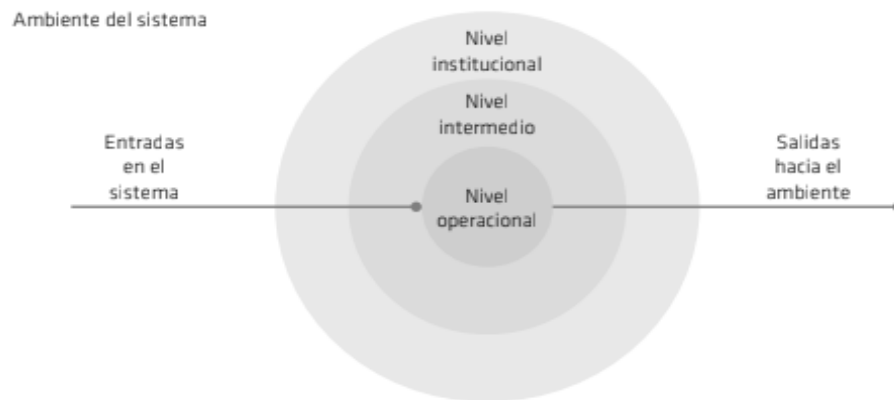 Ambiente del sistema
Nivel
institucional
Nivel
intermedio
Entradas
en el
sistema
Nivel
operacional
Salidas
hacia el
ambiente